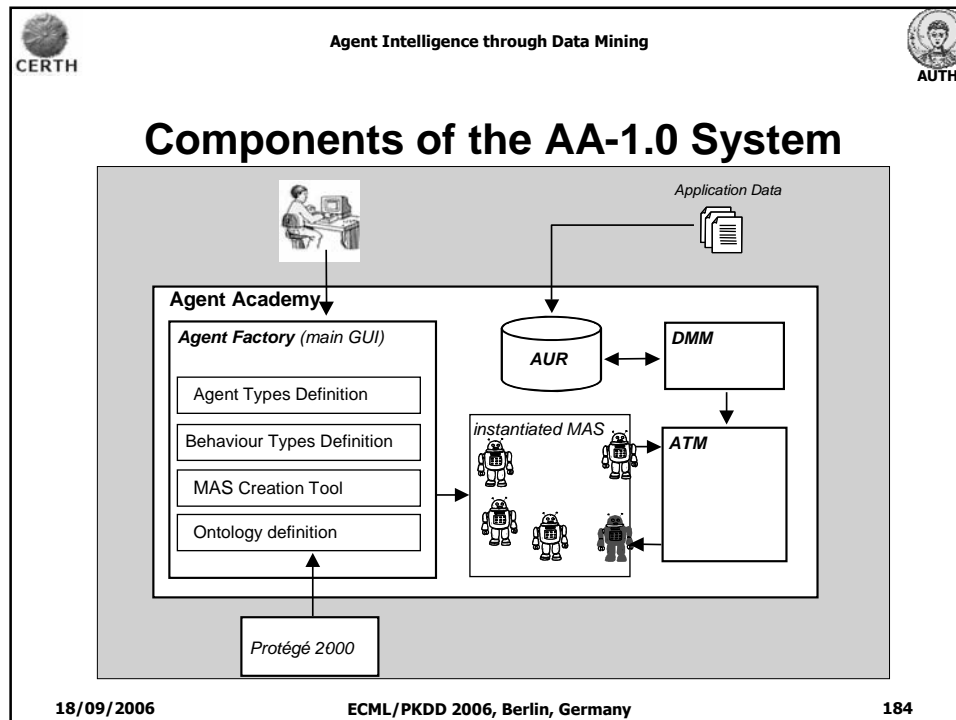 Agent Intelligence through Data Mining
CERTH
AUTH
Components of the AA-1.0 System
Application Data
Agent Academy
Agent Factory (main GUI)
AUR
DMM
Agent Types Definition
Behaviour Types Definition
MAS Creation Tool
Ontology definition
instantiated MAS
ATM
Protégé 2000
18/09/2006
ECML/PKDD 2006, Berlin, Germany
184